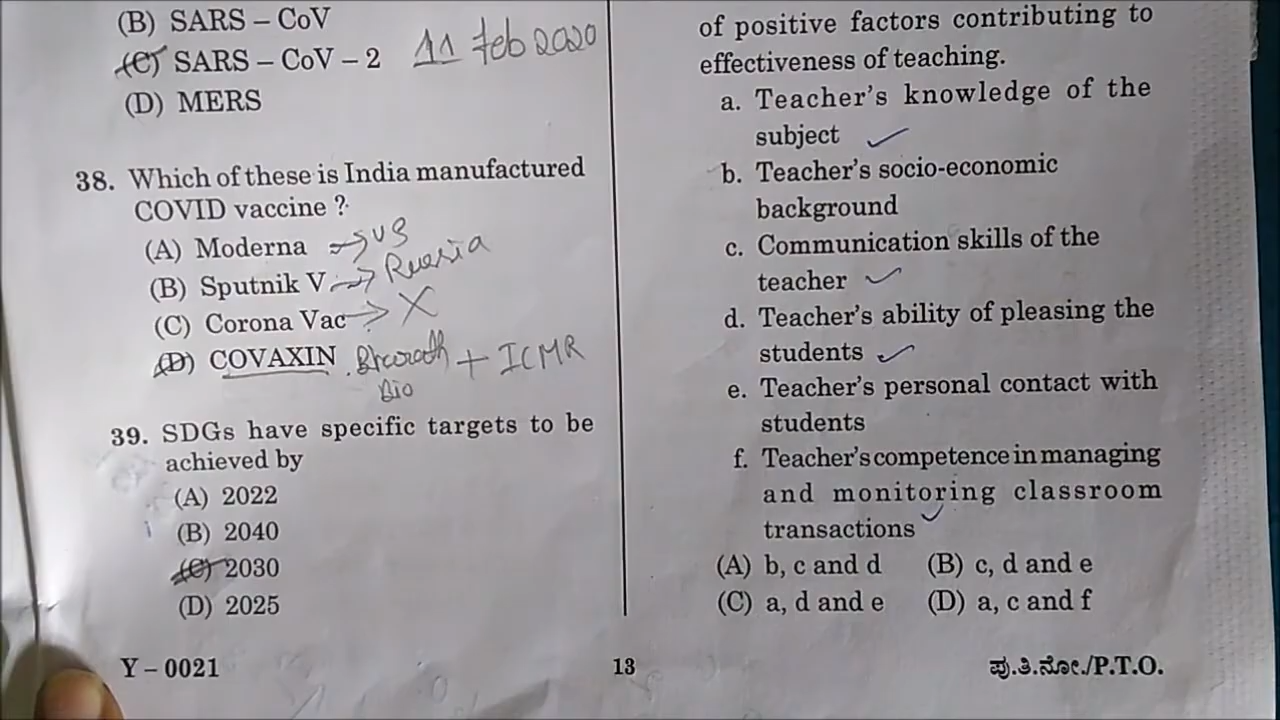 (B) SARS – CoV
(C) SARS – CoV – 2 11 Feb 2020
(D) MERS
38. Which of these is India manufactured
COVID vaccine ?
(A) Moderna → US
(B) Sputnik V → Russia
(C) Corona Vac → X
(D) COVAXIN Bharath + ICMR
Bio
39. SDGs have specific targets to be
achieved by
(A) 2022
(B) 2040
(C) 2030
(D) 2025
of positive factors contributing to
effectiveness of teaching.
a. Teacher's knowledge of the
subject
b. Teacher's socio-economic
background
c. Communication skills of the
teacher
d. Teacher's ability of pleasing the
students
e. Teacher's personal contact with
students
f. Teacher's competence in managing
and monitoring classroom
transactions
(A) b, c and d (B) c, d and e
(C) a, d and e (D) a, c and f
Y – 0021 13 ಪು.ತಿ.ನೋ./P.T.O.